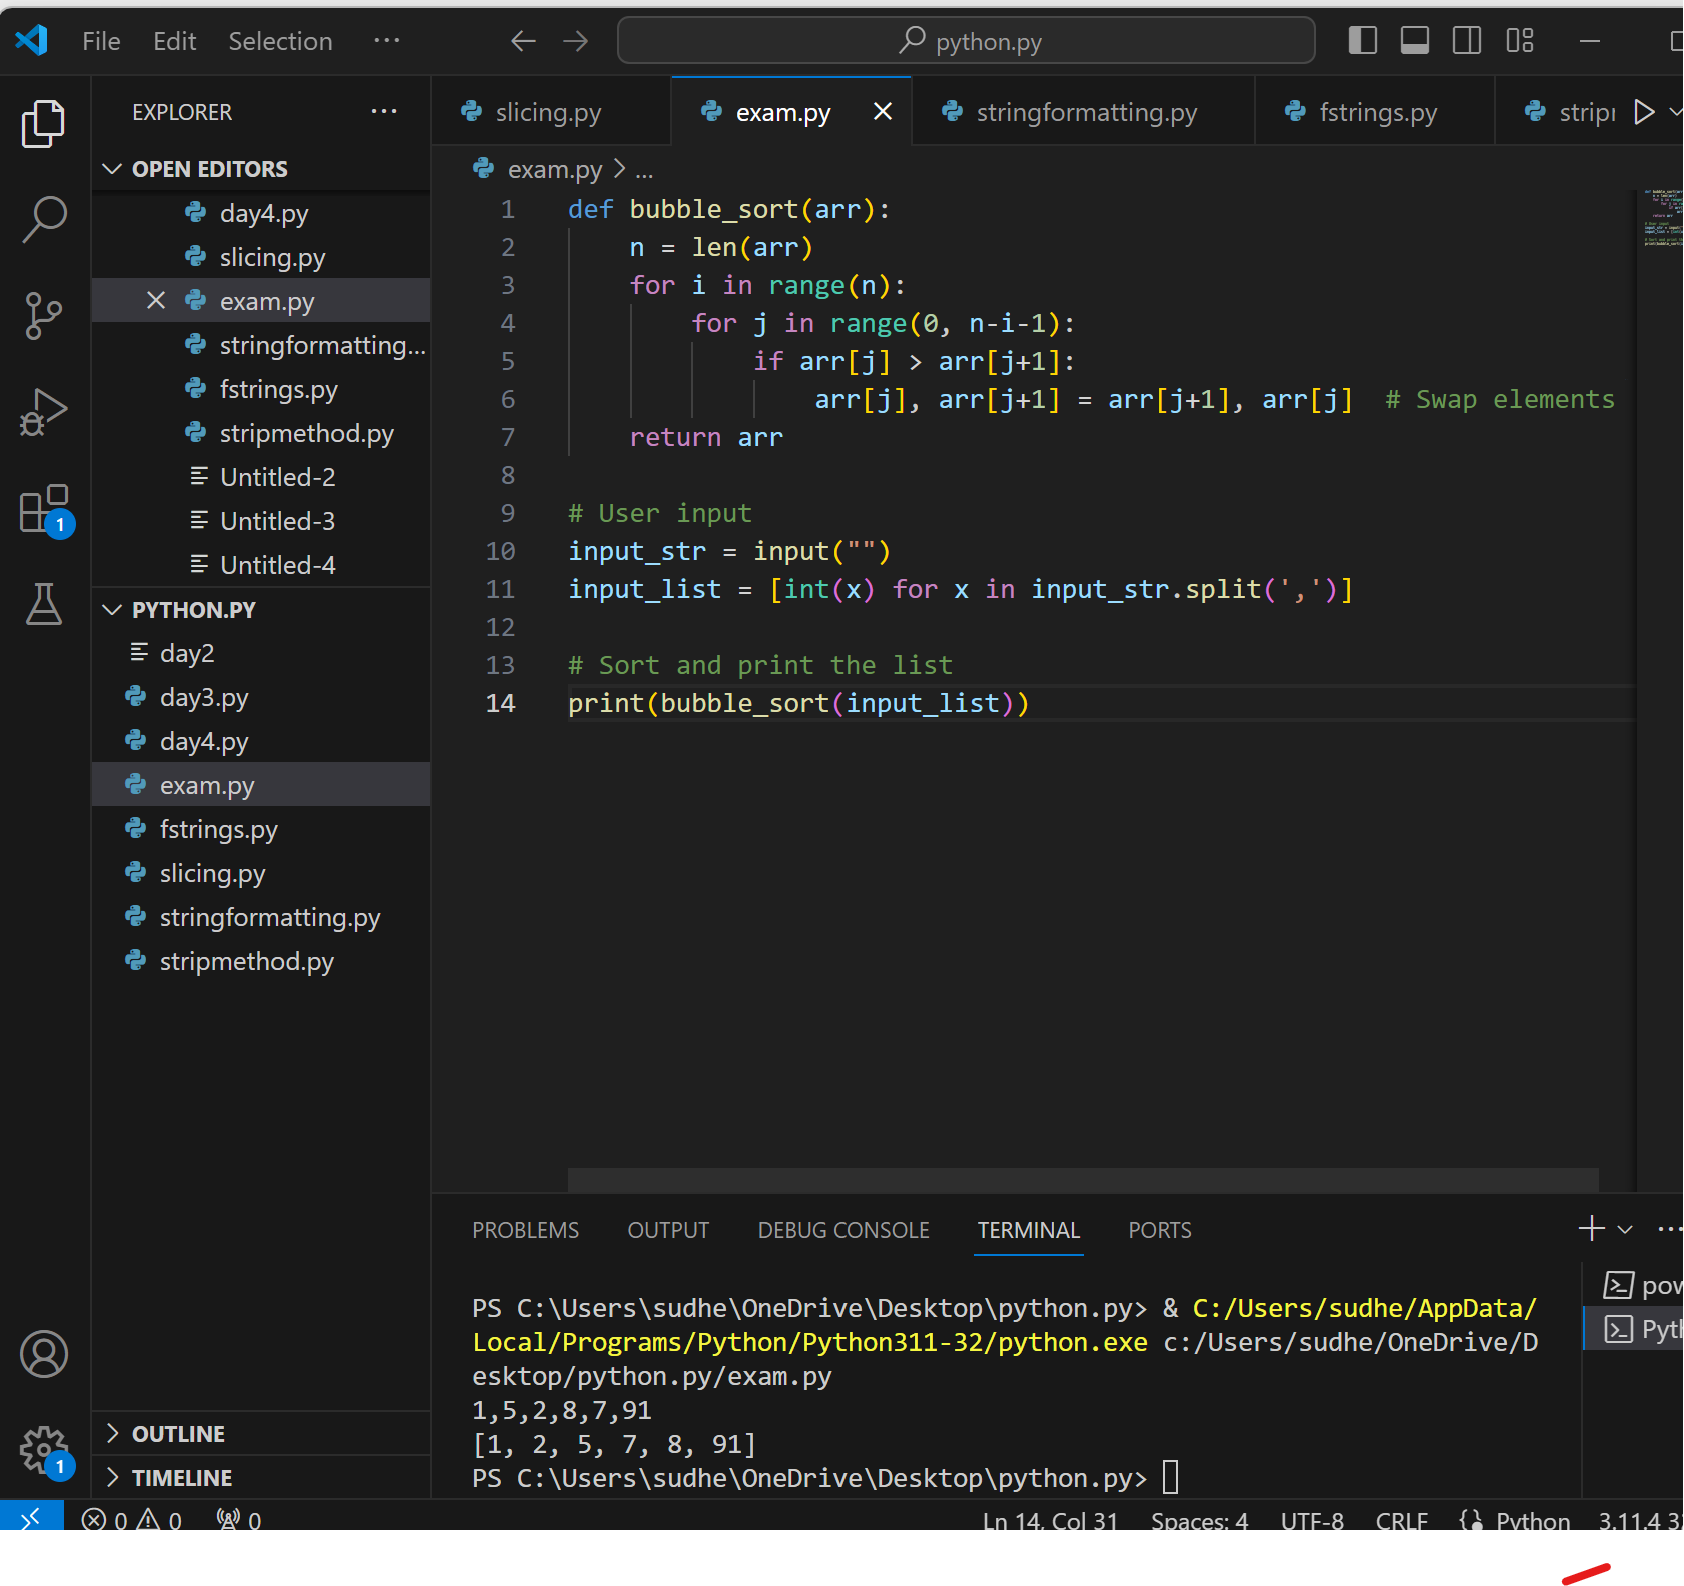 File Edit Selection ... python.py
EXPLORER ...
OPEN EDITORS
day4.py
slicing.py
exam.py
stringformatting...
fstrings.py
stripmethod.py
Untitled-2
Untitled-3
Untitled-4
PYTHON.PY
day2
day3.py
day4.py
exam.py
fstrings.py
slicing.py
stringformatting.py
stripmethod.py
OUTLINE
TIMELINE
1
1
slicing.py exam.py stringformatting.py fstrings.py
exam.py > ...
1 def bubble_sort(arr):
2     n = len(arr)
3     for i in range(n):
4         for j in range(0, n-i-1):
5             if arr[j] > arr[j+1]:
6                 arr[j], arr[j+1] = arr[j+1], arr[j]  # Swap elements
7     return arr
8
9 # User input
10 input_str = input("")
11 input_list = [int(x) for x in input_str.split(',')]
12
13 # Sort and print the list
14 print(bubble_sort(input_list))
PROBLEMS OUTPUT DEBUG CONSOLE TERMINAL PORTS
PS C:\Users\sudhe\OneDrive\Desktop\python.py> & C:/Users/sudhe/AppData/
Local/Programs/Python/Python311-32/python.exe c:/Users/sudhe/OneDrive/D
esktop/python.py/exam.py
1,5,2,8,7,91
[1, 2, 5, 7, 8, 91]
PS C:\Users\sudhe\OneDrive\Desktop\python.py>
0 0 0 Ln 14, Col 31 Spaces: 4 UTF-8 CRLF Python 3.11.4